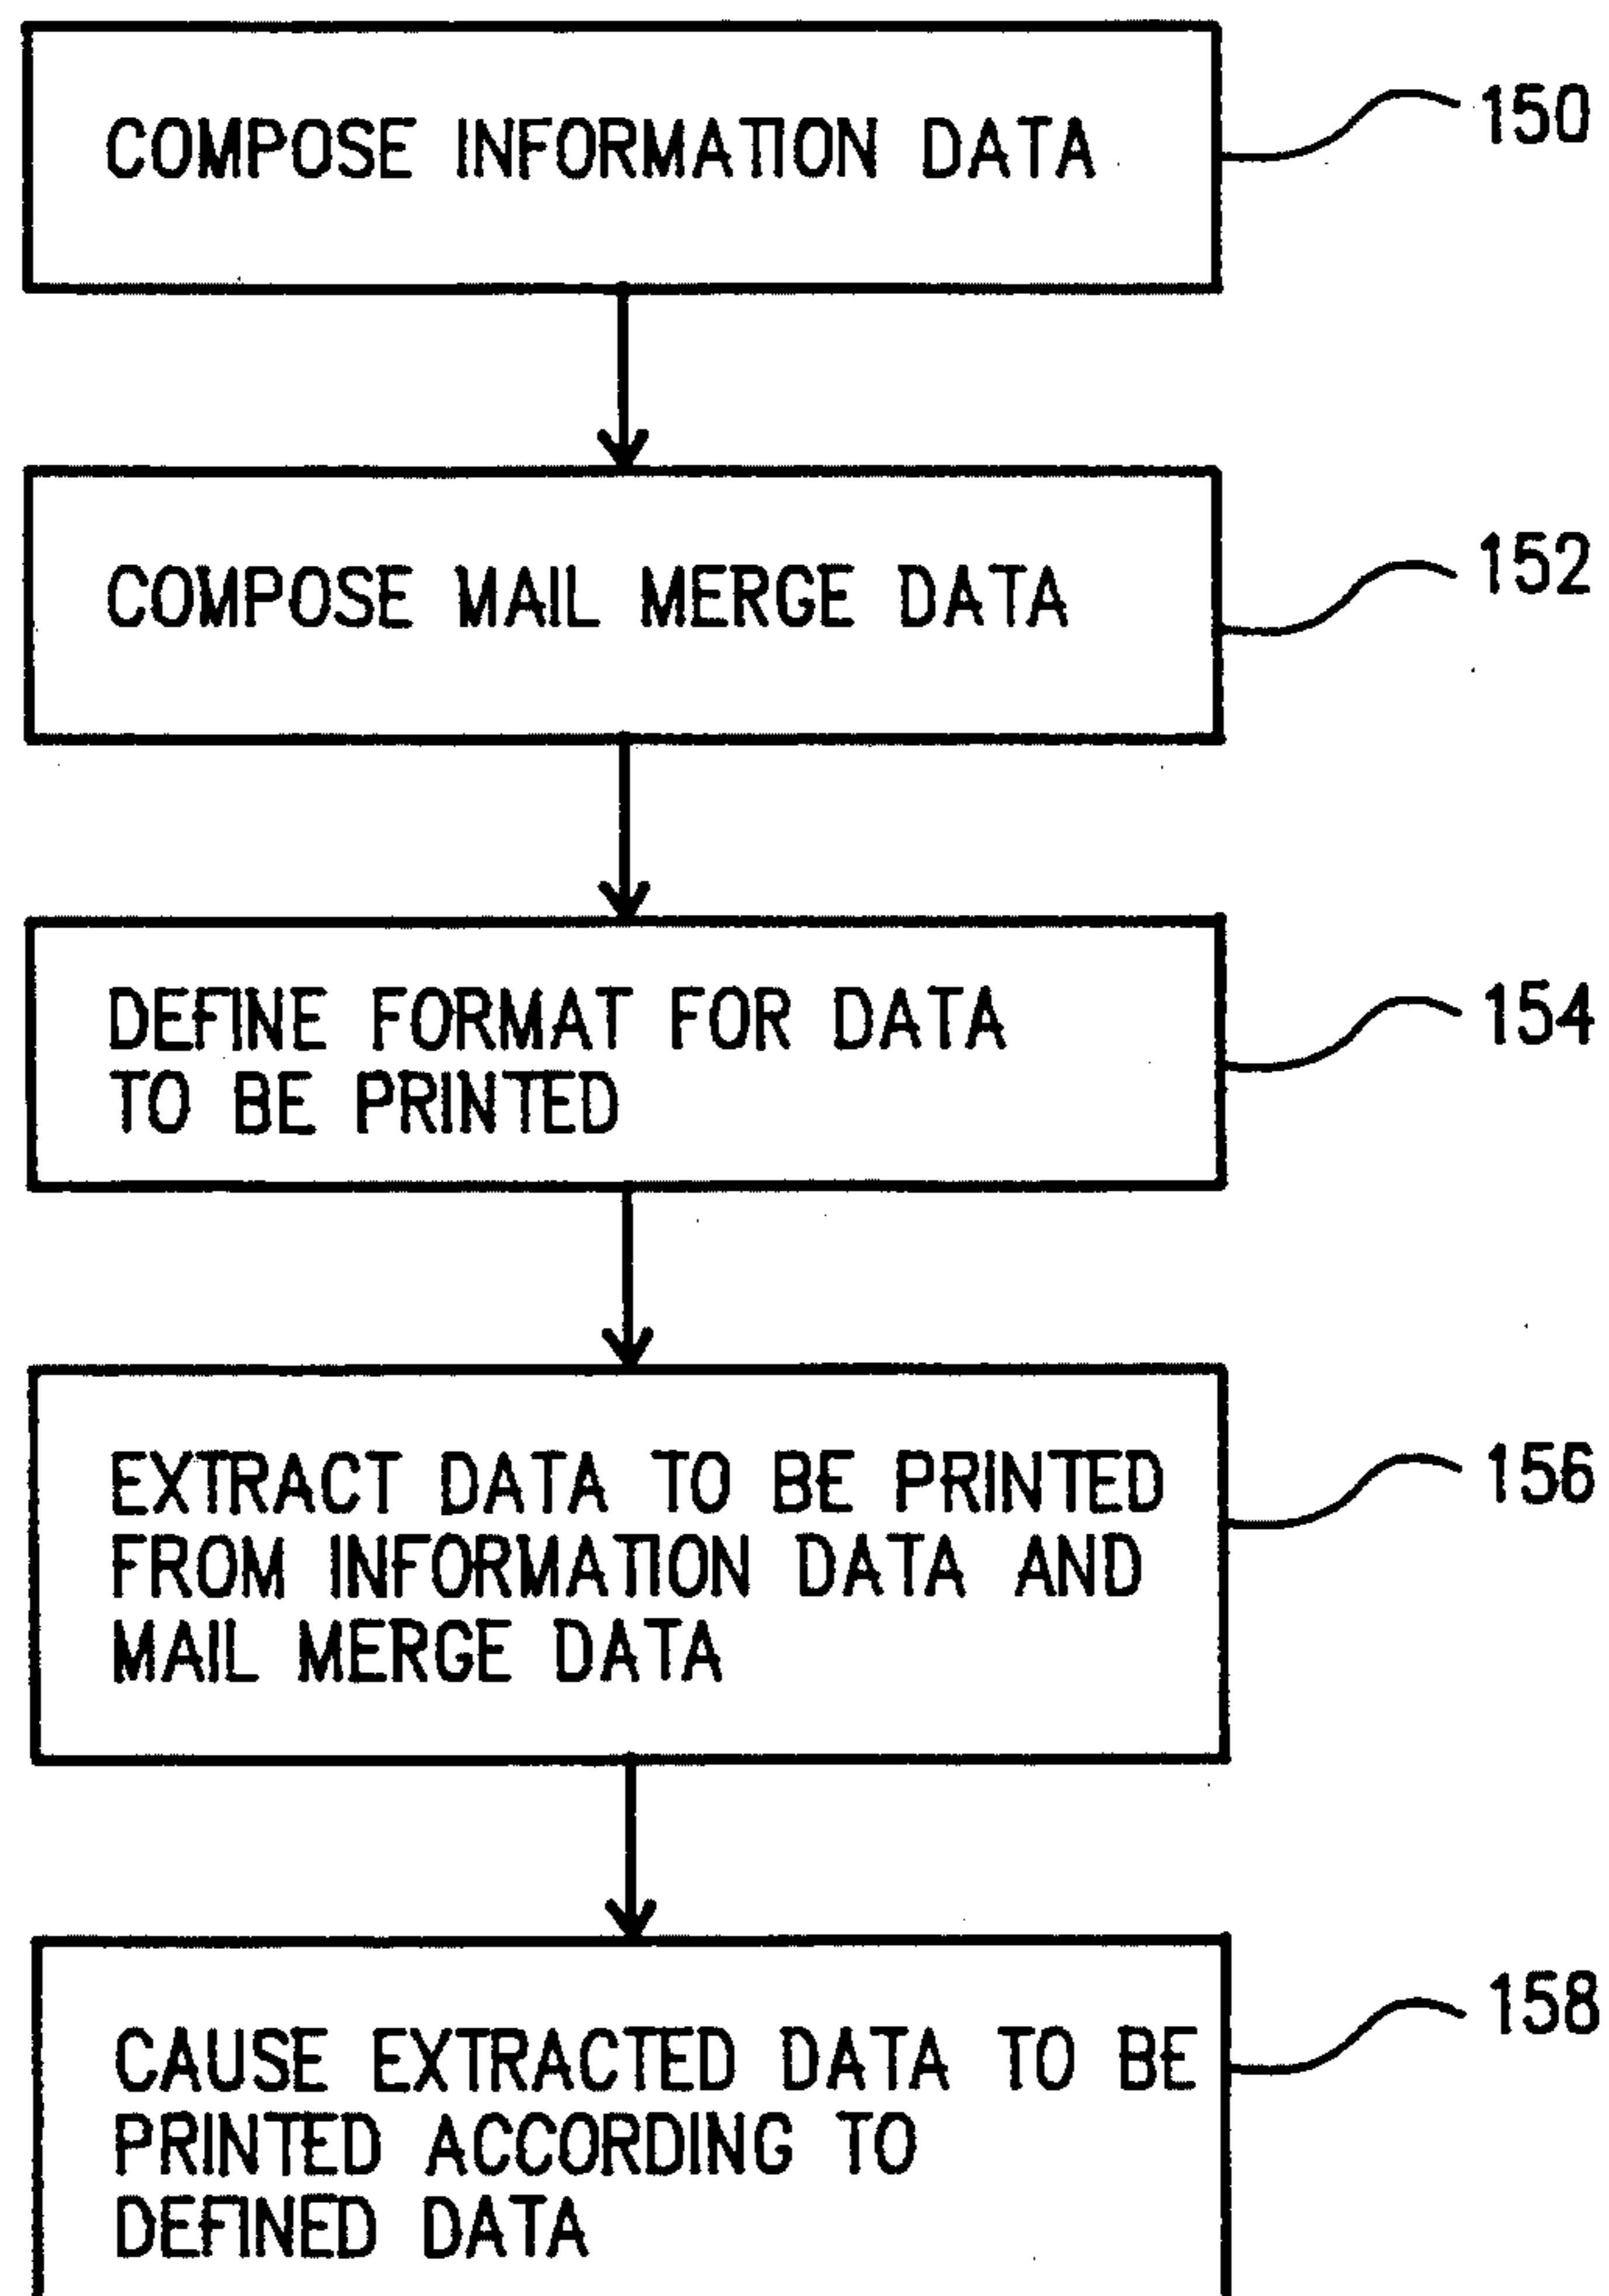 COMPOSE INFORMATION DATA
150
COMPOSE MAIL MERGE DATA
152
DEFINE FORMAT FOR DATA
TO BE PRINTED
154
EXTRACT DATA TO BE PRINTED
FROM INFORMATION DATA AND
MAIL MERGE DATA
156
CAUSE EXTRACTED DATA TO BE
PRINTED ACCORDING TO
DEFINED DATA
158